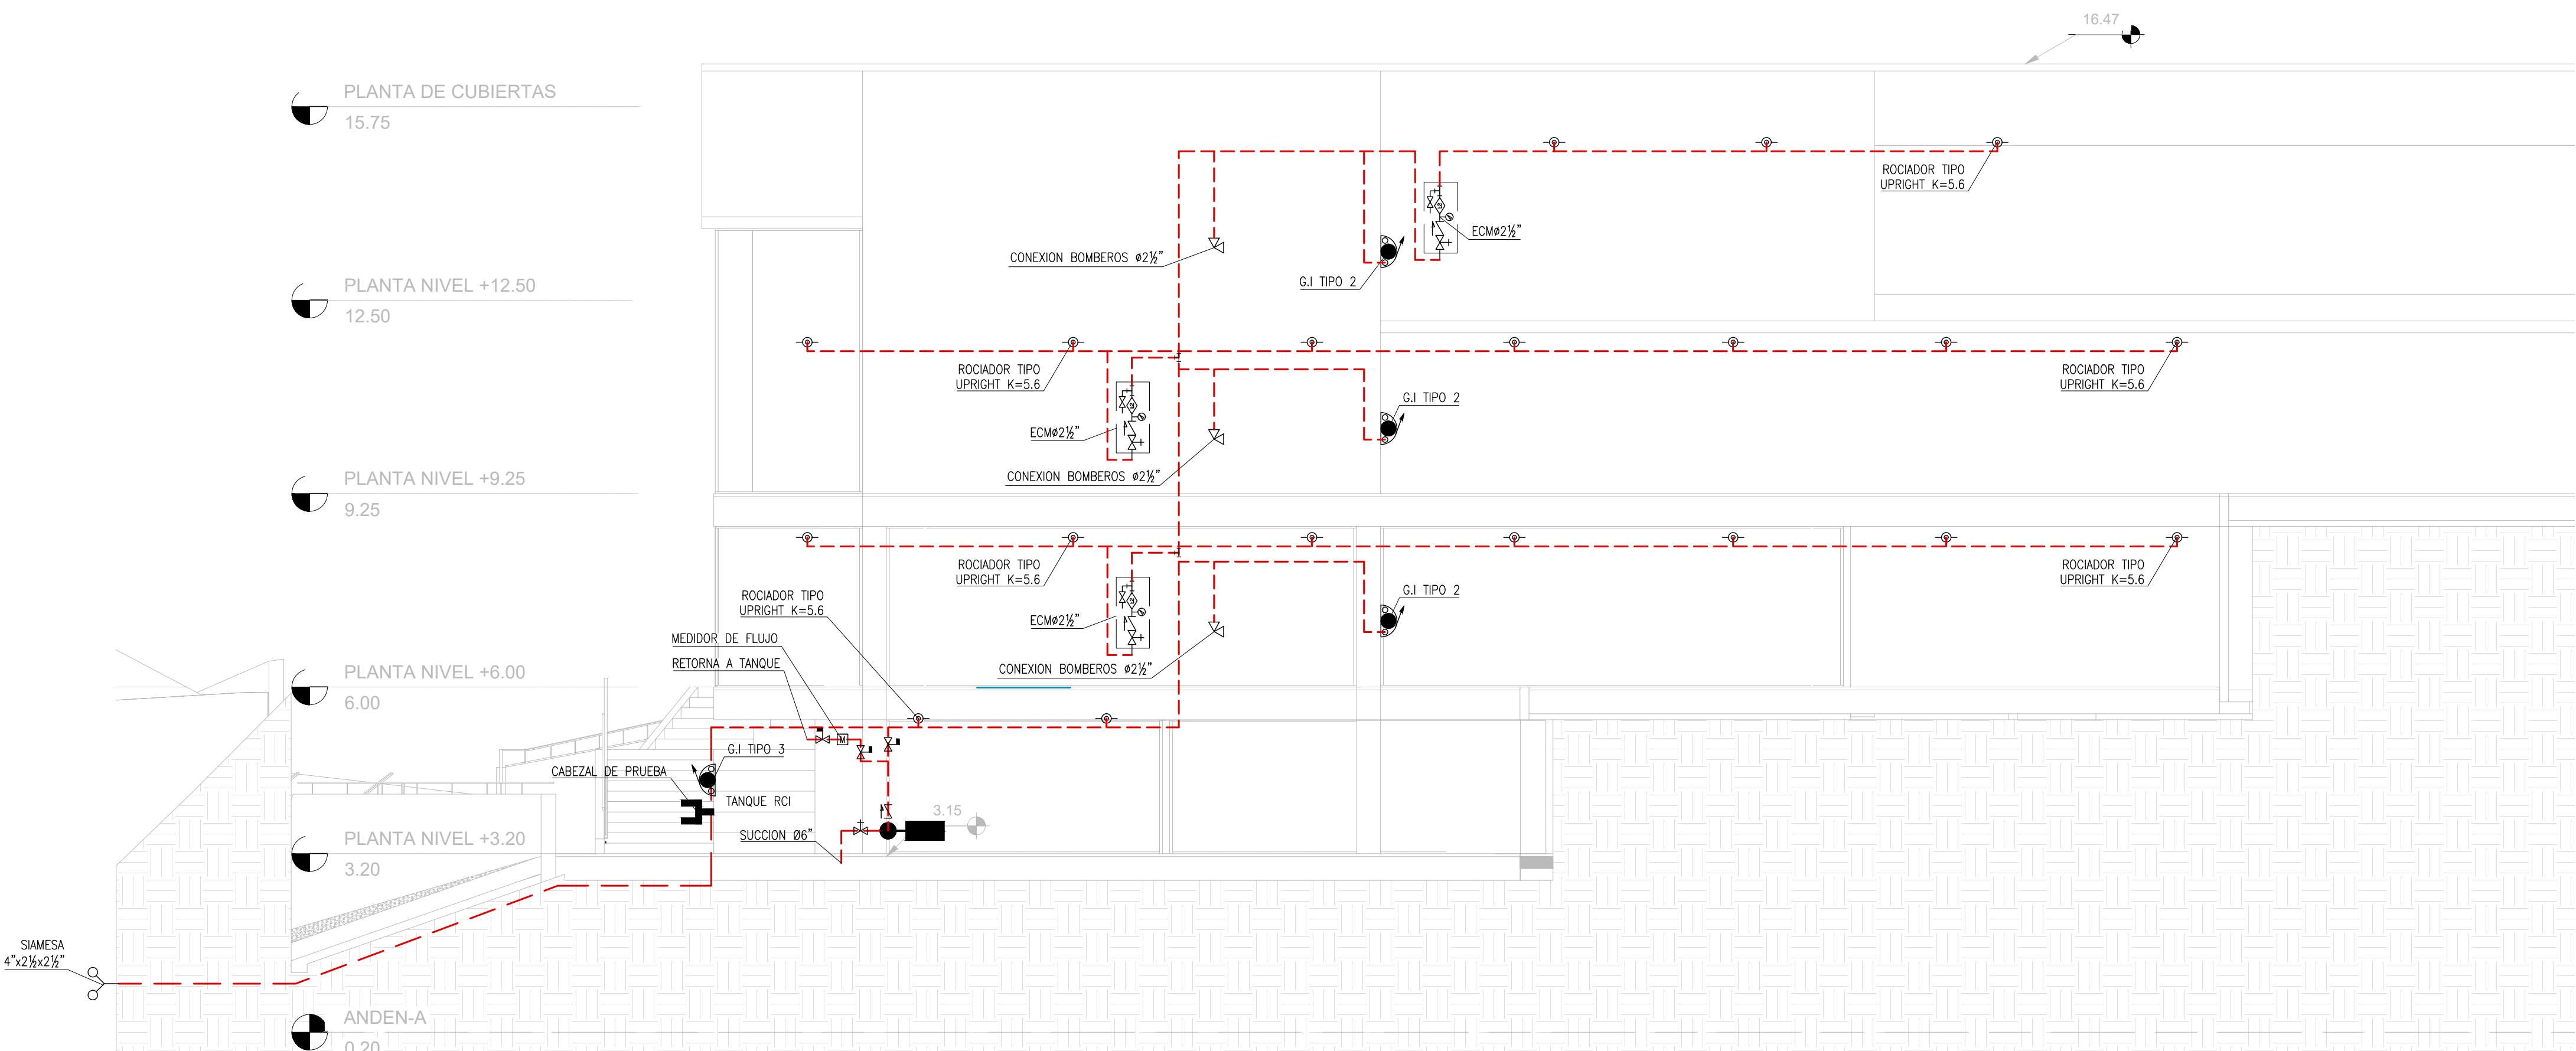 16.47
PLANTA DE CUBIERTAS
15.75
ROCIADOR TIPO
UPRIGHT K=5.6
ECMø2½"
CONEXION BOMBEROS ø2½"
G.I TIPO 2
PLANTA NIVEL +12.50
12.50
ROCIADOR TIPO
UPRIGHT K=5.6
ROCIADOR TIPO
UPRIGHT K=5.6
G.I TIPO 2
ECMø2½"
CONEXION BOMBEROS ø2½"
PLANTA NIVEL +9.25
9.25
ROCIADOR TIPO
UPRIGHT K=5.6
ROCIADOR TIPO
UPRIGHT K=5.6
G.I TIPO 2
ROCIADOR TIPO
UPRIGHT K=5.6
ECMø2½"
MEDIDOR DE FLUJO
RETORNA A TANQUE
CONEXION BOMBEROS ø2½"
PLANTA NIVEL +6.00
6.00
M
G.I TIPO 3
CABEZAL DE PRUEBA
TANQUE RCI
3.15
SUCCION Ø6"
PLANTA NIVEL +3.20
3.20
SIAMESA
4"x2½x2½"
ANDEN-A
0.20